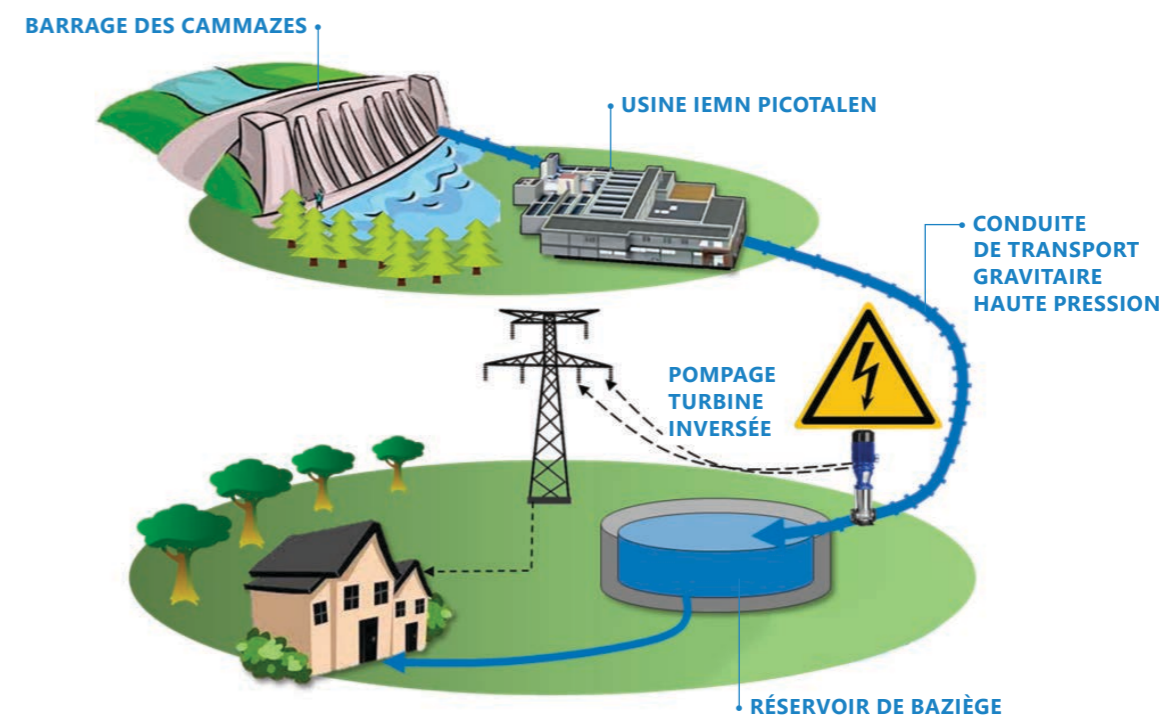 BARRAGE DES CAMMAZES
USINE IEMN PICOTALEN
CONDUITE
DE TRANSPORT
GRAVITAIRE
HAUTE PRESSION
POMPAGE
TURBINE
INVERSÉE
RÉSERVOIR DE BAZIÈGE